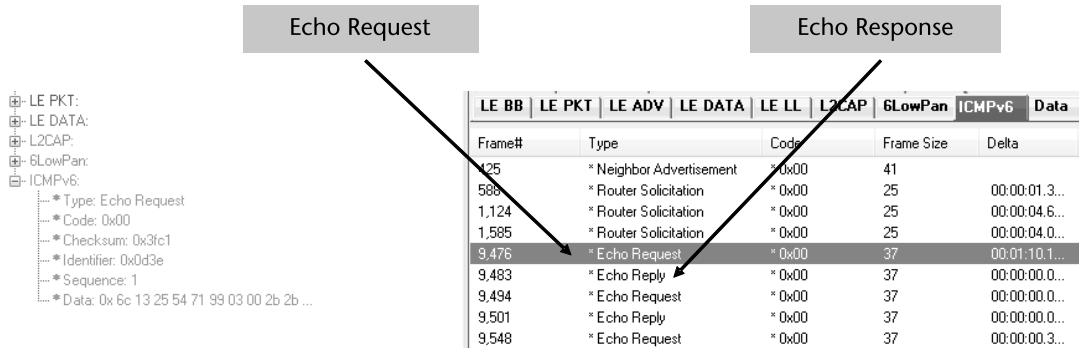 Echo Request
Echo Response
LE PKT:
LE DATA:
L2CAP:
6LowPan:
ICMPv6:
* Type: Echo Request
* Code: 0x00
* Checksum: 0x3fc1
* Identifier: 0x0d3e
* Sequence: 1
* Data: 0x 6c 13 25 54 71 99 03 00 2b 2b ...
LE BB LE PKT LE ADV LE DATA LE LL L2CAP 6LowPan ICMPv6 Data
Frame# Type Code Frame Size Delta
425 * Neighbor Advertisement * 0x00 41
588 * Router Solicitation * 0x00 25 00:00:01.3...
1,124 * Router Solicitation * 0x00 25 00:00:04.6...
1,585 * Router Solicitation * 0x00 25 00:00:04.0...
9,476 * Echo Request * 0x00 37 00:01:10.1...
9,483 * Echo Reply * 0x00 37 00:00:00.0...
9,494 * Echo Request * 0x00 37 00:00:00.0...
9,501 * Echo Reply * 0x00 37 00:00:00.0...
9,548 * Echo Request * 0x00 37 00:00:00.3...